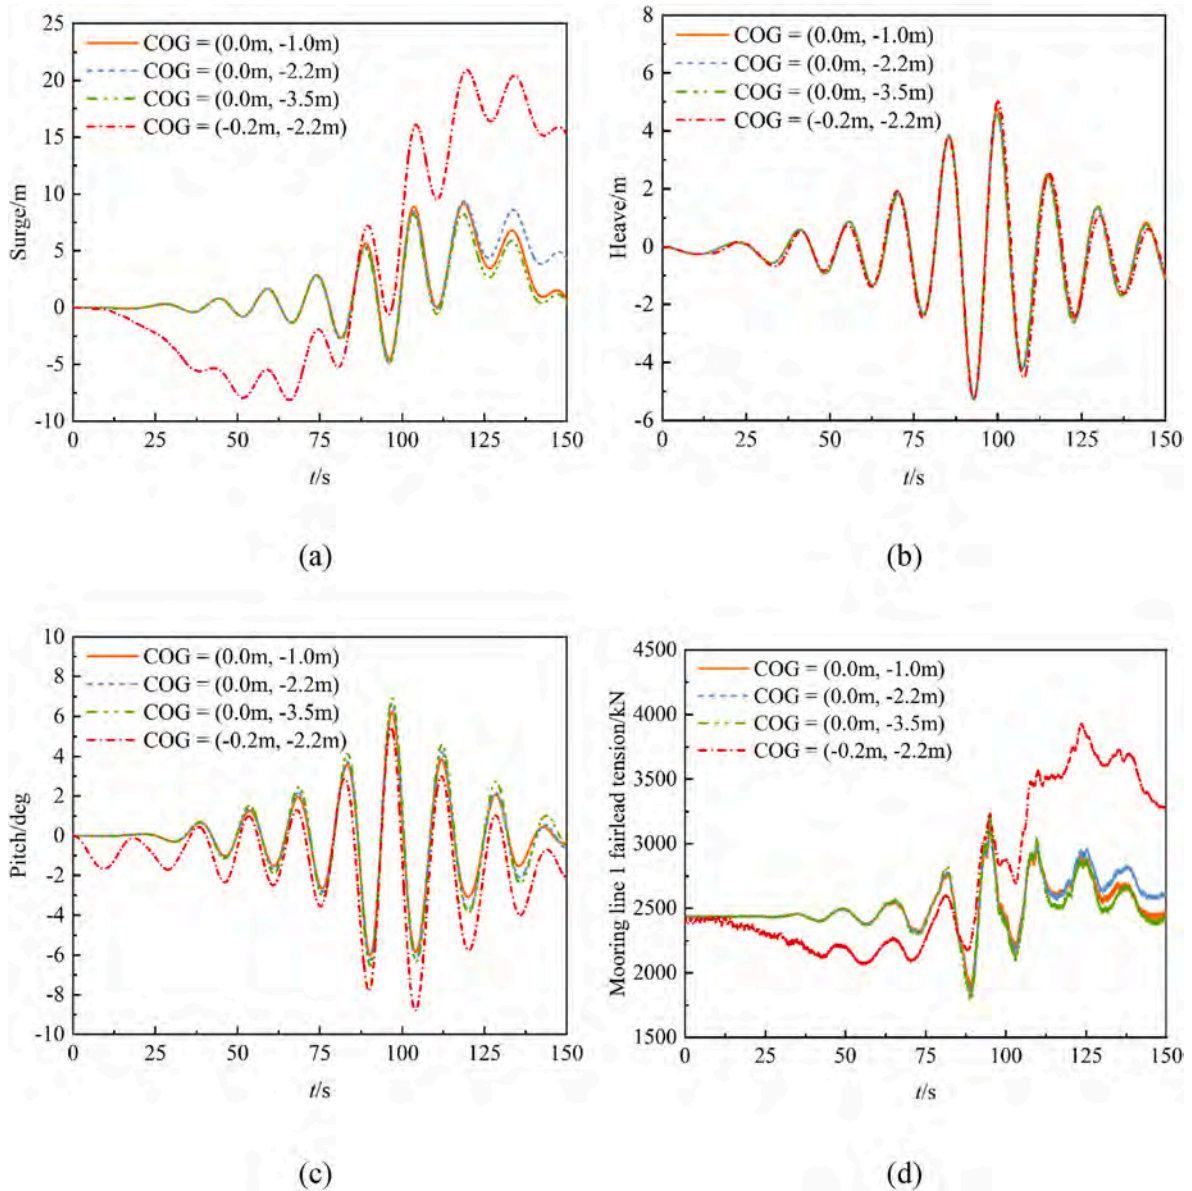 25
20
15
10
5
0
-5
-10
Surge/m
COG = (0.0m, -1.0m)
COG = (0.0m, -2.2m)
COG = (0.0m, -3.5m)
COG = (-0.2m, -2.2m)
0 25 50 75 100 125 150
t/s
(a)
8
6
4
2
0
-2
-4
-6
Heave/m
COG = (0.0m, -1.0m)
COG = (0.0m, -2.2m)
COG = (0.0m, -3.5m)
COG = (-0.2m, -2.2m)
0 25 50 75 100 125 150
t/s
(b)
10
8
6
4
2
0
-2
-4
-6
-8
-10
Pitch/deg
COG = (0.0m, -1.0m)
COG = (0.0m, -2.2m)
COG = (0.0m, -3.5m)
COG = (-0.2m, -2.2m)
0 25 50 75 100 125 150
t/s
(c)
4500
4000
3500
3000
2500
2000
1500
Mooring line 1 fairlead tension/kN
COG = (0.0m, -1.0m)
COG = (0.0m, -2.2m)
COG = (0.0m, -3.5m)
COG = (-0.2m, -2.2m)
0 25 50 75 100 125 150
t/s
(d)